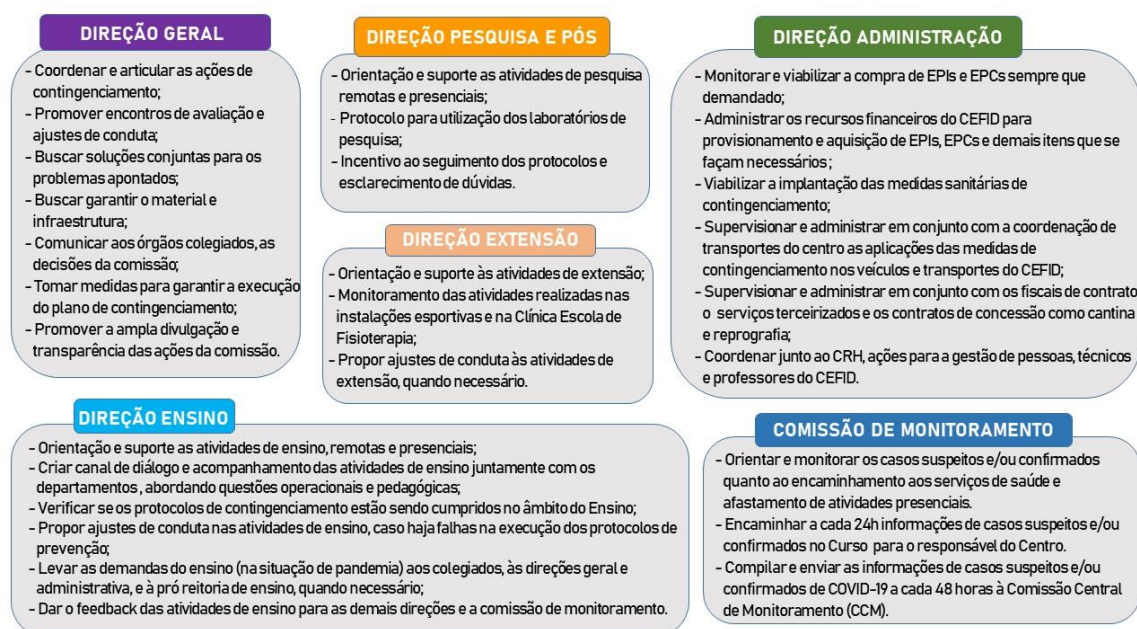 DIREÇÃO GERAL
- Coordenar e articular as ações de
contingenciamento;
- Promover encontros de avaliação e
ajustes de conduta;
- Buscar soluções conjuntas para os
problemas apontados;
- Buscar garantir o material e
infraestrutura;
- Comunicar aos órgãos colegiados, as
decisões da comissão;
- Tomar medidas para garantir a execução
do plano de contingenciamento;
- Promover a ampla divulgação e
transparência das ações da comissão.
DIREÇÃO PESQUISA E PÓS
- Orientação e suporte as atividades de pesquisa
remotas e presenciais;
- Protocolo para utilização dos laboratórios de
pesquisa;
- Incentivo ao seguimento dos protocolos e
esclarecimento de dúvidas.
DIREÇÃO EXTENSÃO
- Orientação e suporte às atividades de extensão;
- Monitoramento das atividades realizadas nas
instalações esportivas e na Clínica Escola de
Fisioterapia;
- Propor ajustes de conduta às atividades de
extensão, quando necessário.
DIREÇÃO ADMINISTRAÇÃO
- Monitorar e viabilizar a compra de EPIs e EPCs sempre que
demandado;
- Administrar os recursos financeiros do CEFID para
provisionamento e aquisição de EPIs, EPCs e demais itens que se
façam necessários;
- Viabilizar a implantação das medidas sanitárias de
contingenciamento;
- Supervisionar e administrar em conjunto com a coordenação de
transportes do centro as aplicações das medidas de
contingenciamento nos veículos e transportes do CEFID;
- Supervisionar e administrar em conjunto com os fiscais de contrato
o serviços terceirizados e os contratos de concessão como cantina
e reprografia;
- Coordenar junto ao CRH, ações para a gestão de pessoas, técnicos
e professores do CEFID.
DIREÇÃO ENSINO
- Orientação e suporte as atividades de ensino, remotas e presenciais;
- Criar canal de diálogo e acompanhamento das atividades de ensino juntamente com os
departamentos, abordando questões operacionais e pedagógicas;
- Verificar se os protocolos de contingenciamento estão sendo cumpridos no âmbito do Ensino;
- Propor ajustes de conduta nas atividades de ensino, caso haja falhas na execução dos protocolos de
prevenção;
- Levar as demandas do ensino (na situação de pandemia) aos colegiados, às direções geral e
administrativa, e à pró reitoria de ensino, quando necessário;
- Dar o feedback das atividades de ensino para as demais direções e a comissão de monitoramento.
COMISSÃO DE MONITORAMENTO
- Orientar e monitorar os casos suspeitos e/ou confirmados
quanto ao encaminhamento aos serviços de saúde e
afastamento de atividades presenciais.
- Encaminhar a cada 24h informações de casos suspeitos e/ou
confirmados no Curso para o responsável do Centro.
- Compilar e enviar as informações de casos suspeitos e/ou
confirmados de COVID-19 a cada 48 horas à Comissão Central
de Monitoramento (CCM).